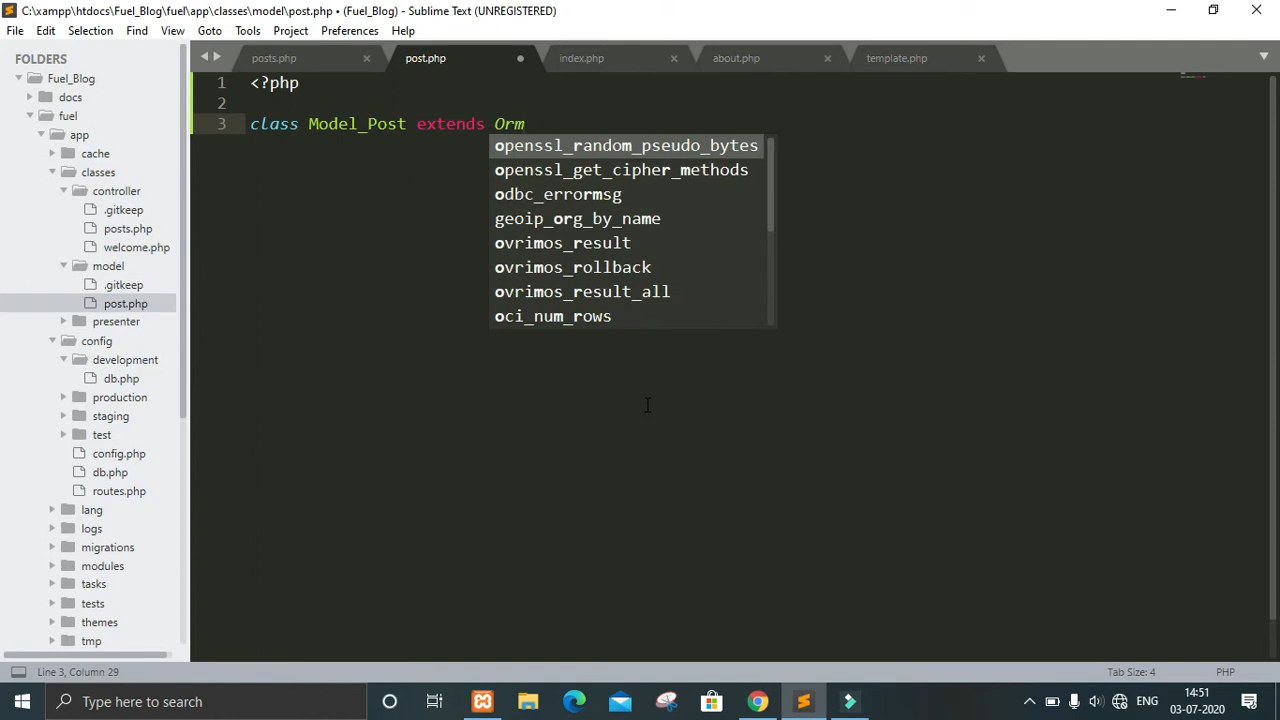 C:\xampp\htdocs\Fuel_Blog\fuel\app\classes\model\post.php • (Fuel_Blog) - Sublime Text (UNREGISTERED)
File Edit Selection Find View Goto Tools Project Preferences Help
FOLDERS
Fuel_Blog
docs
fuel
app
cache
classes
controller
.gitkeep
posts.php
welcome.php
model
.gitkeep
post.php
presenter
config
development
db.php
production
staging
test
config.php
db.php
routes.php
lang
logs
migrations
modules
tasks
tests
themes
tmp
posts.php post.php index.php about.php template.php
1 <?php
2
3 class Model_Post extends Orm
openssl_random_pseudo_bytes
openssl_get_cipher_methods
odbc_errormsg
geoip_org_by_name
ovrimos_result
ovrimos_rollback
ovrimos_result_all
oci_num_rows
Line 3, Column 29
Tab Size: 4 PHP
Type here to search
ENG
14:51
03-07-2020